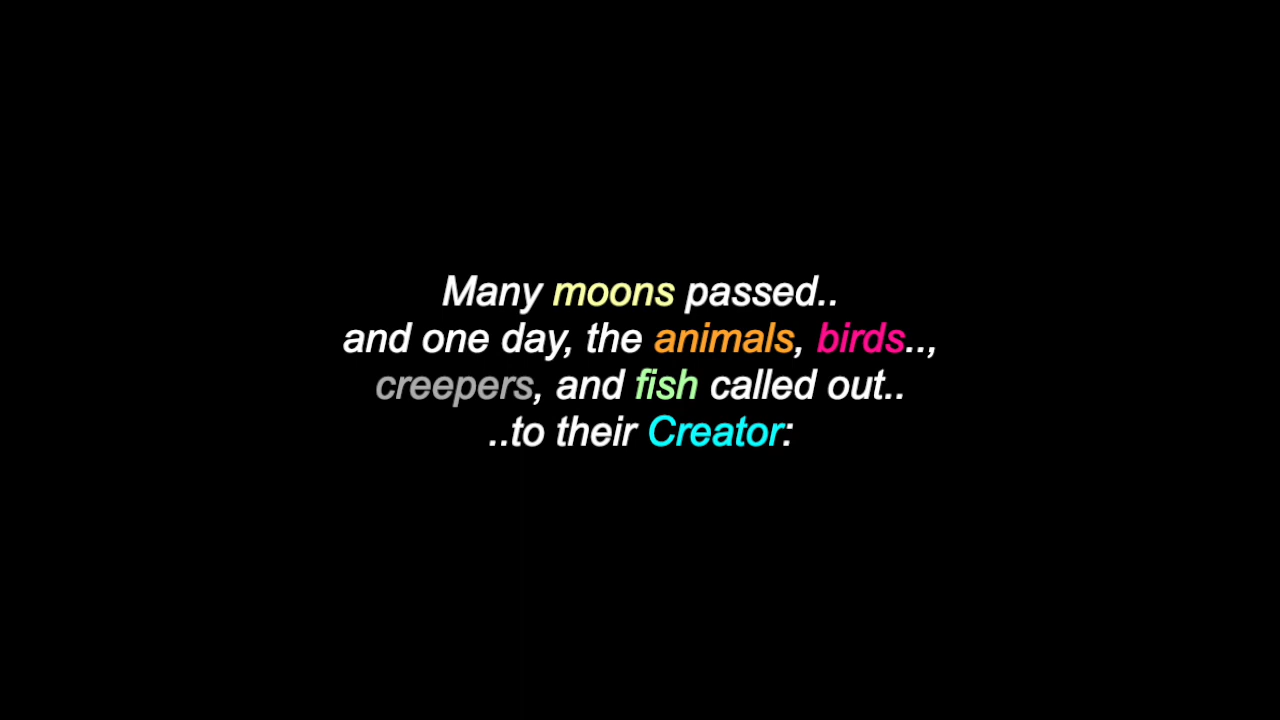 Many moons passed..
and one day, the animals, birds..,
creepers, and fish called out..
..to their Creator: